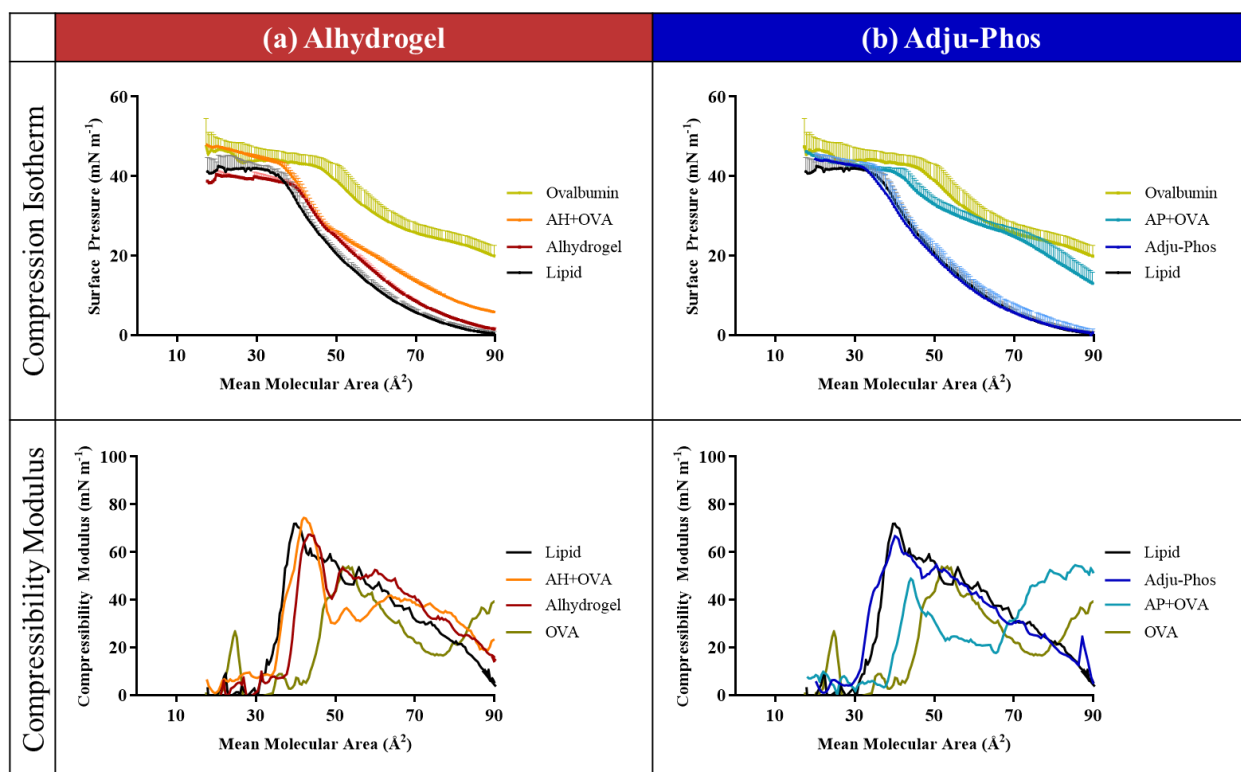 (a) Alhydrogel
(b) Adju-Phos
Compression Isotherm
Surface Pressure (mN m⁻¹)
60
40
20
0
10 30 50 70 90
Mean Molecular Area (Å²)
Ovalbumin
AH+OVA
Alhydrogel
Lipid
Surface Pressure (mN m⁻¹)
60
40
20
0
10 30 50 70 90
Mean Molecular Area (Å²)
Ovalbumin
AP+OVA
Adju-Phos
Lipid
Compressibility Modulus
Compressibility Modulus (mN m⁻¹)
100
80
60
40
20
0
10 30 50 70 90
Mean Molecular Area (Å²)
Lipid
AH+OVA
Alhydrogel
OVA
Compressibility Modulus (mN m⁻¹)
100
80
60
40
20
0
10 30 50 70 90
Mean Molecular Area (Å²)
Lipid
Adju-Phos
AP+OVA
OVA